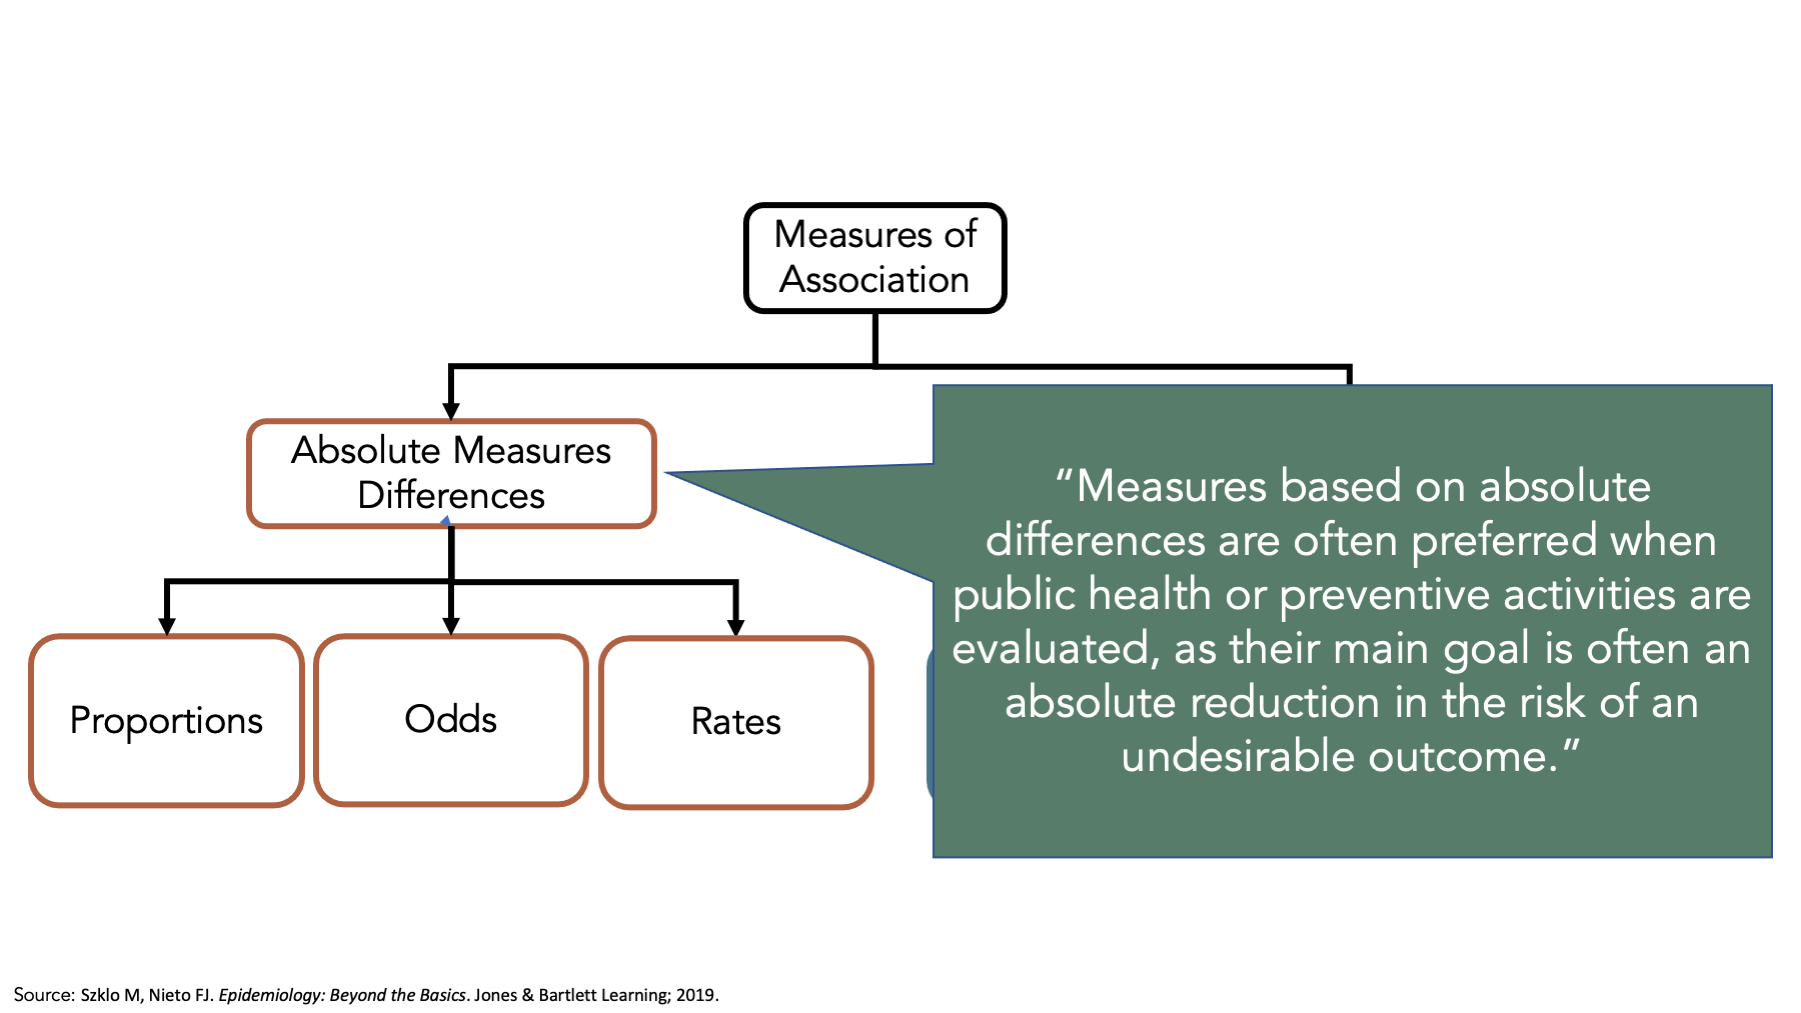 Measures of
Association
Absolute Measures
Differences
Proportions
Odds
Rates
“Measures based on absolute
differences are often preferred when
public health or preventive activities are
evaluated, as their main goal is often an
absolute reduction in the risk of an
undesirable outcome.”
Source: Szklo M, Nieto FJ. Epidemiology: Beyond the Basics. Jones & Bartlett Learning; 2019.